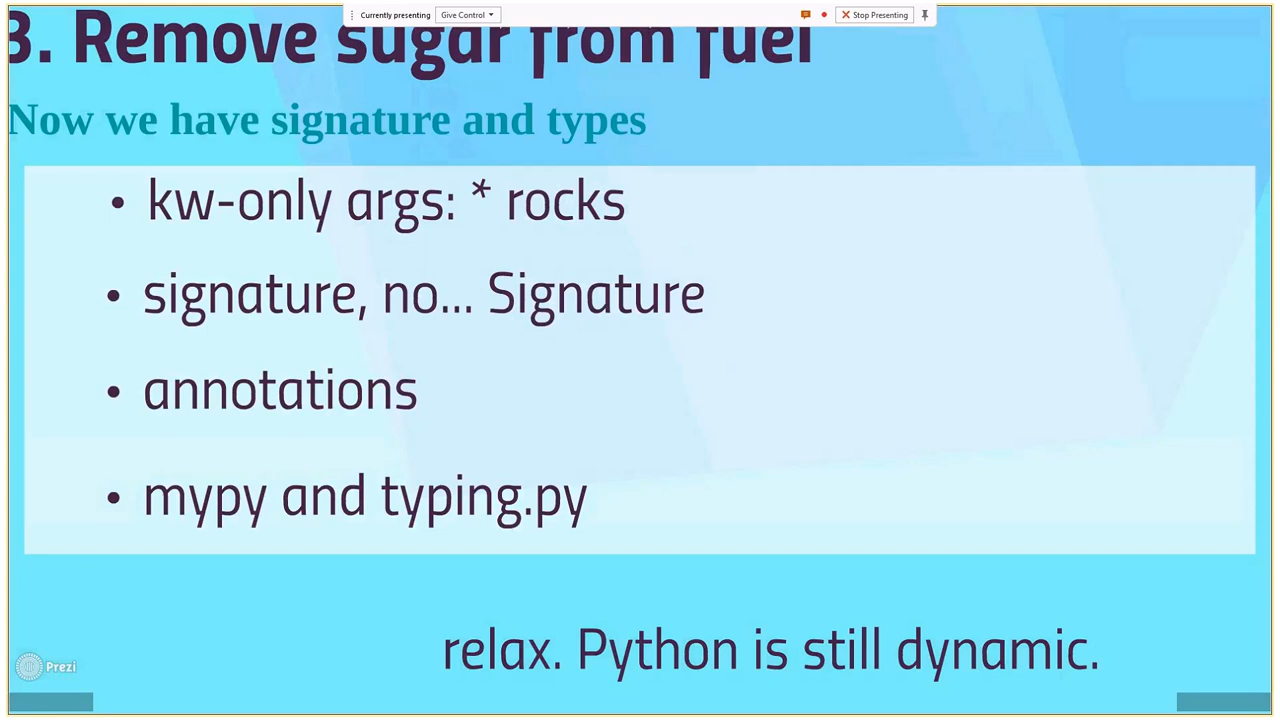 Currently presenting Give Control Stop Presenting
3. Remove sugar from fuel
Now we have signature and types
• kw-only args: * rocks
• signature, no... Signature
• annotations
• mypy and typing.py
relax. Python is still dynamic.
Prezi